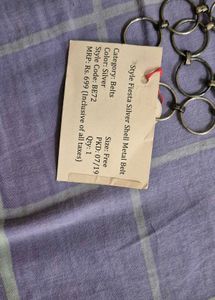 Style Fiesta Silver Shell Metal Belt
Category: Belts
Size: Free
Color: Silver
PKD: 07/19
Style Code: BE72
Qty: 1
MRP: Rs. 699 (Inclusive of all taxes)